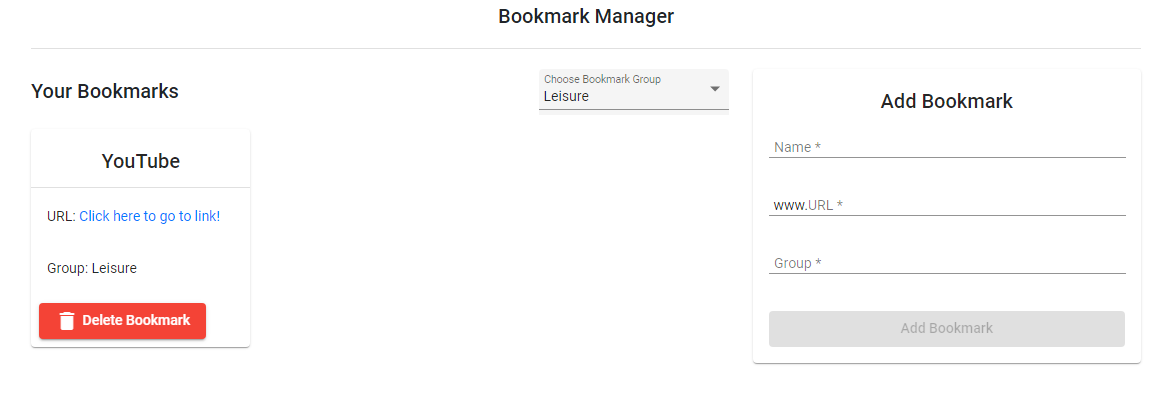 Bookmark Manager
Your Bookmarks
Choose Bookmark Group
Leisure
YouTube
URL: Click here to go to link!
Group: Leisure
Delete Bookmark
Add Bookmark
Name *
www.URL *
Group *
Add Bookmark